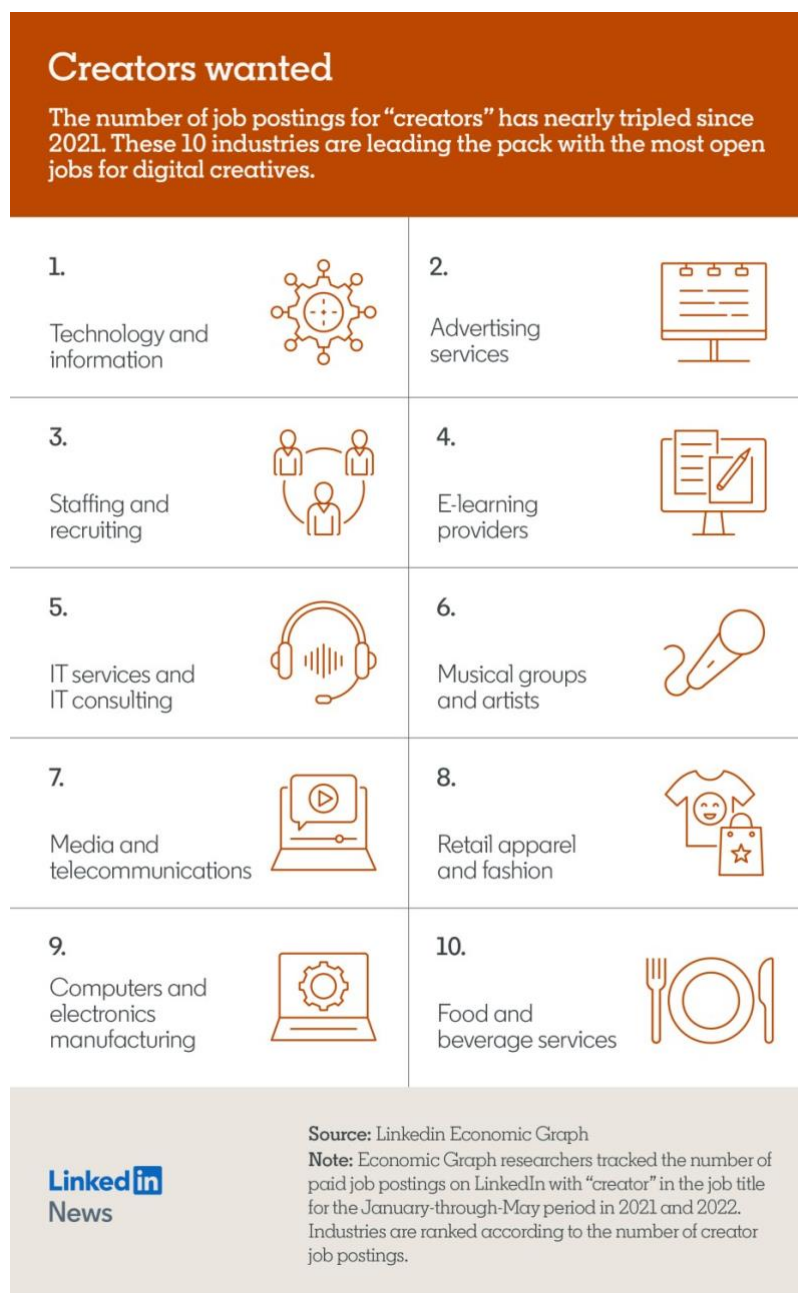 Creators wanted
The number of job postings for “creators” has nearly tripled since
2021. These 10 industries are leading the pack with the most open
jobs for digital creatives.
1.
Technology and
information
2.
Advertising
services
3.
Staffing and
recruiting
4.
E-learning
providers
5.
IT services and
IT consulting
6.
Musical groups
and artists
7.
Media and
telecommunications
8.
Retail apparel
and fashion
9.
Computers and
electronics
manufacturing
10.
Food and
beverage services
Linked in
News
Source: Linkedin Economic Graph
Note: Economic Graph researchers tracked the number of
paid job postings on LinkedIn with “creator” in the job title
for the January-through-May period in 2021 and 2022.
Industries are ranked according to the number of creator
job postings.